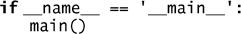 if __name__ == '__main__':
    main()